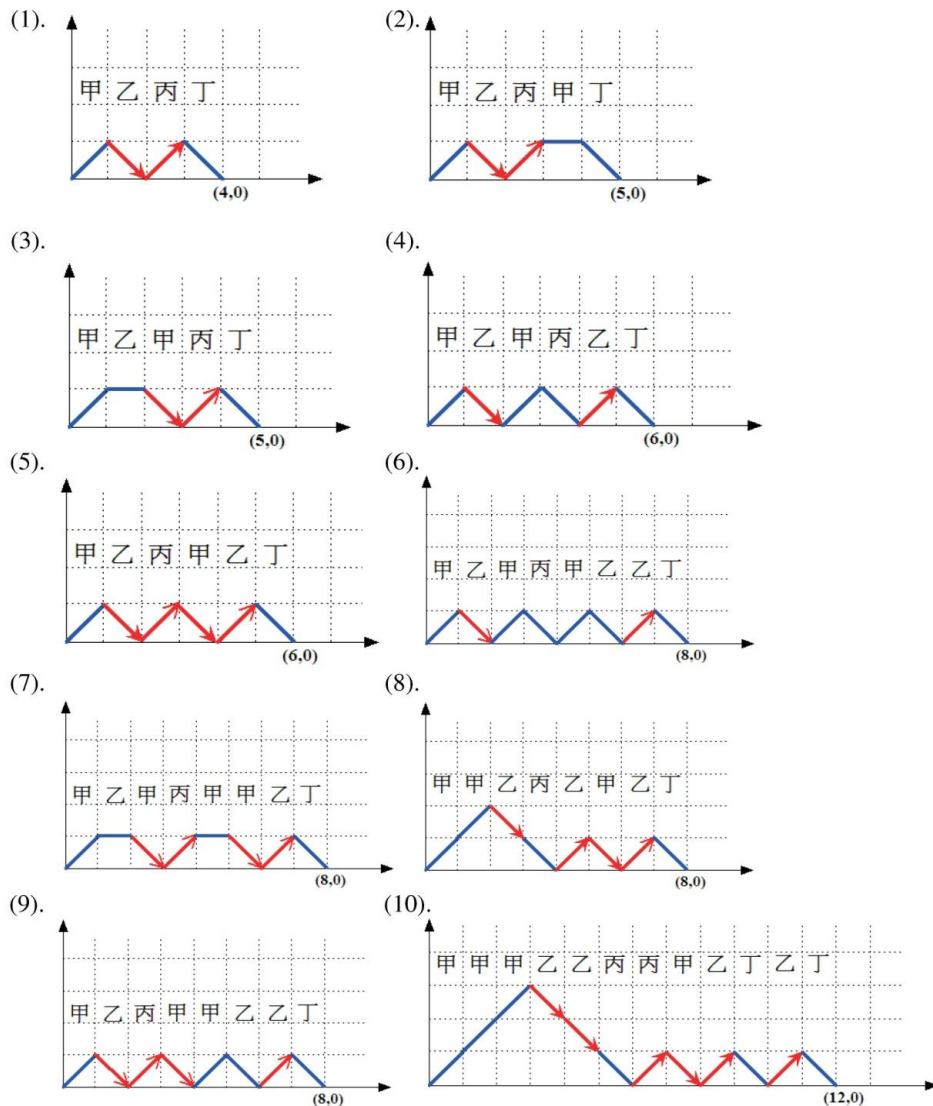 (1).
甲 乙 丙 丁
(4,0)
(2).
甲 乙 丙 甲 丁
(5,0)
(3).
甲 乙 甲 丙 丁
(5,0)
(4).
甲 乙 甲 丙 乙 丁
(6,0)
(5).
甲 乙 丙 甲 乙 丁
(6,0)
(6).
甲 乙 甲 丙 甲 乙 乙 丁
(8,0)
(7).
甲 乙 甲 丙 甲 甲 乙 丁
(8,0)
(8).
甲 甲 乙 丙 乙 甲 乙 丁
(8,0)
(9).
甲 乙 丙 甲 甲 乙 乙 丁
(8,0)
(10).
甲 甲 甲 乙 乙 丙 丙 甲 乙 丁 乙 丁
(12,0)